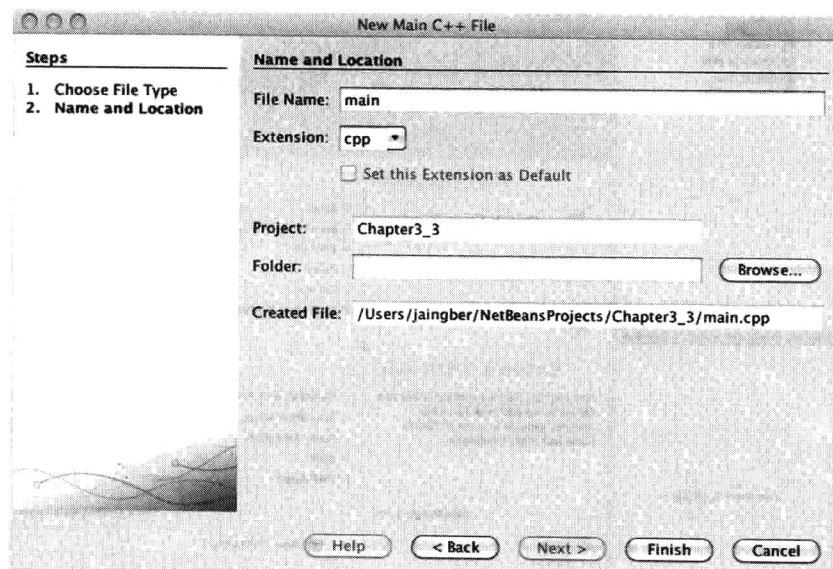 New Main C++ File
Steps
1. Choose File Type
2. Name and Location
Name and Location
File Name: main
Extension: cpp
Set this Extension as Default
Project: Chapter3_3
Folder:
Browse...
Created File: /Users/jaingber/NetBeansProjects/Chapter3_3/main.cpp
Help
< Back
Next >
Finish
Cancel